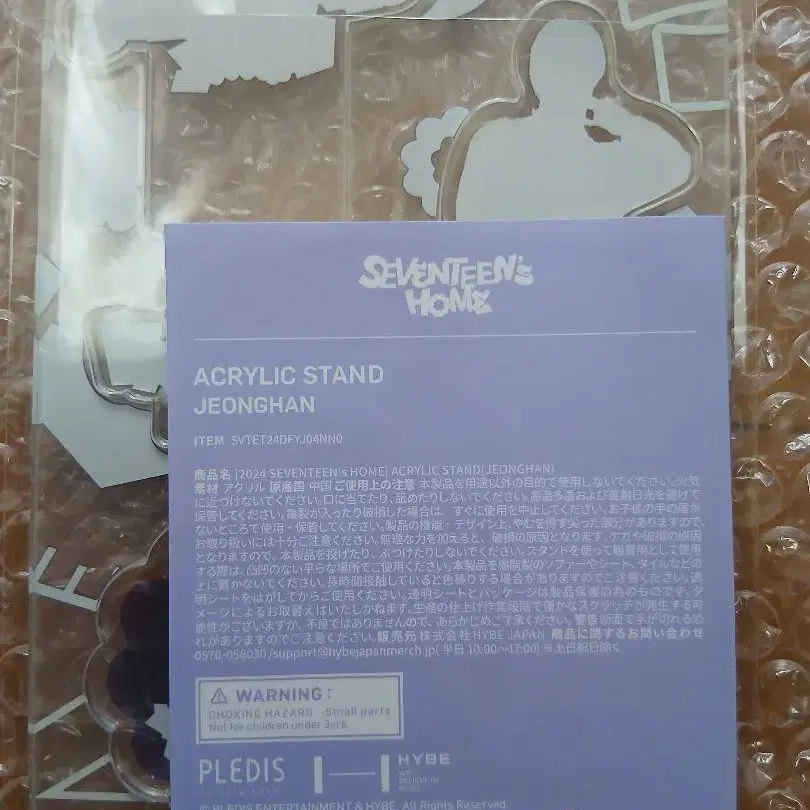 SEVENTEEN's
HOME
ACRYLIC STAND
JEONGHAN
ITEM SVTET24DFYJ04NN0
商品名 [2024 SEVENTEEN's HOME] ACRYLIC STAND(JEONGHAN)
素材 アクリル 原産国 中国 ご使用上の注意 本製品を用途以外の目的で使用しないでください。火気
に近づけないでください。口に当てたり、舐めたりしないでください。高温多湿および直射日光を避けて
保管してください。亀裂が入ったり破損した場合は、すぐに使用を中止してください。お子様の手の届か
ないところで使用・保管してください。製品の機能・デザイン上、やむを得ず尖った部分がありますので、
お取り扱いには十分ご注意ください。無理な力を加えると、破損の原因となります。ケガや破損の原因
となりますので、本製品を投げたり、ぶつけたりしないでください。スタンドを使って観賞用として使用
する際は、凸凹のない平らな場所でご使用ください。本製品を樹脂製のソファーやシート、タイルなどの
上に置かないでください。長時間接触していると色移りする場合がありますのでご注意ください。透
明シートをはがしてからご使用ください。透明シートとパッケージは製品保護の為のものです。ダ
メージによるお取替えはいたしかねます。生産の仕上げ作業段階で僅かなスクラッチが発生する可
能性がございますが、不良ではありませんので、あらかじめご了承ください。警告 断面で手が切れる恐
れがありますのでご注意ください。販売元 株式会社HYBE JAPAN 商品に関するお問い合わせ
0570-058030 /support@hybejapanmerch.jp( 平日 10:00～17:00) ※土日祝日除く
WARNING :
CHOKING HAZARD -Small parts
Not for children under 3yrs.
PLEDIS
ENTERTAINMENT
HYBE
WE
BELIEVE IN
MUSIC
© PLEDIS ENTERTAINMENT & HYBE. All Rights Reserved.